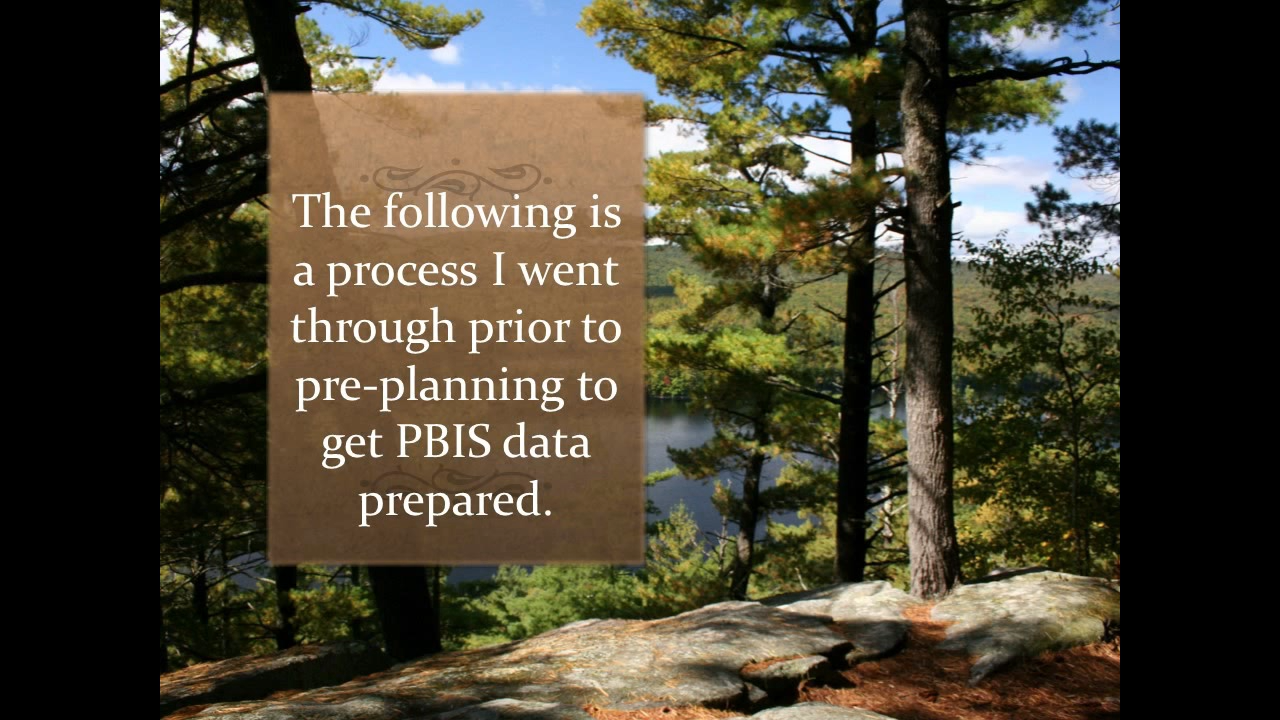 The following is
a process I went
through prior to
pre-planning to
get PBIS data
prepared.